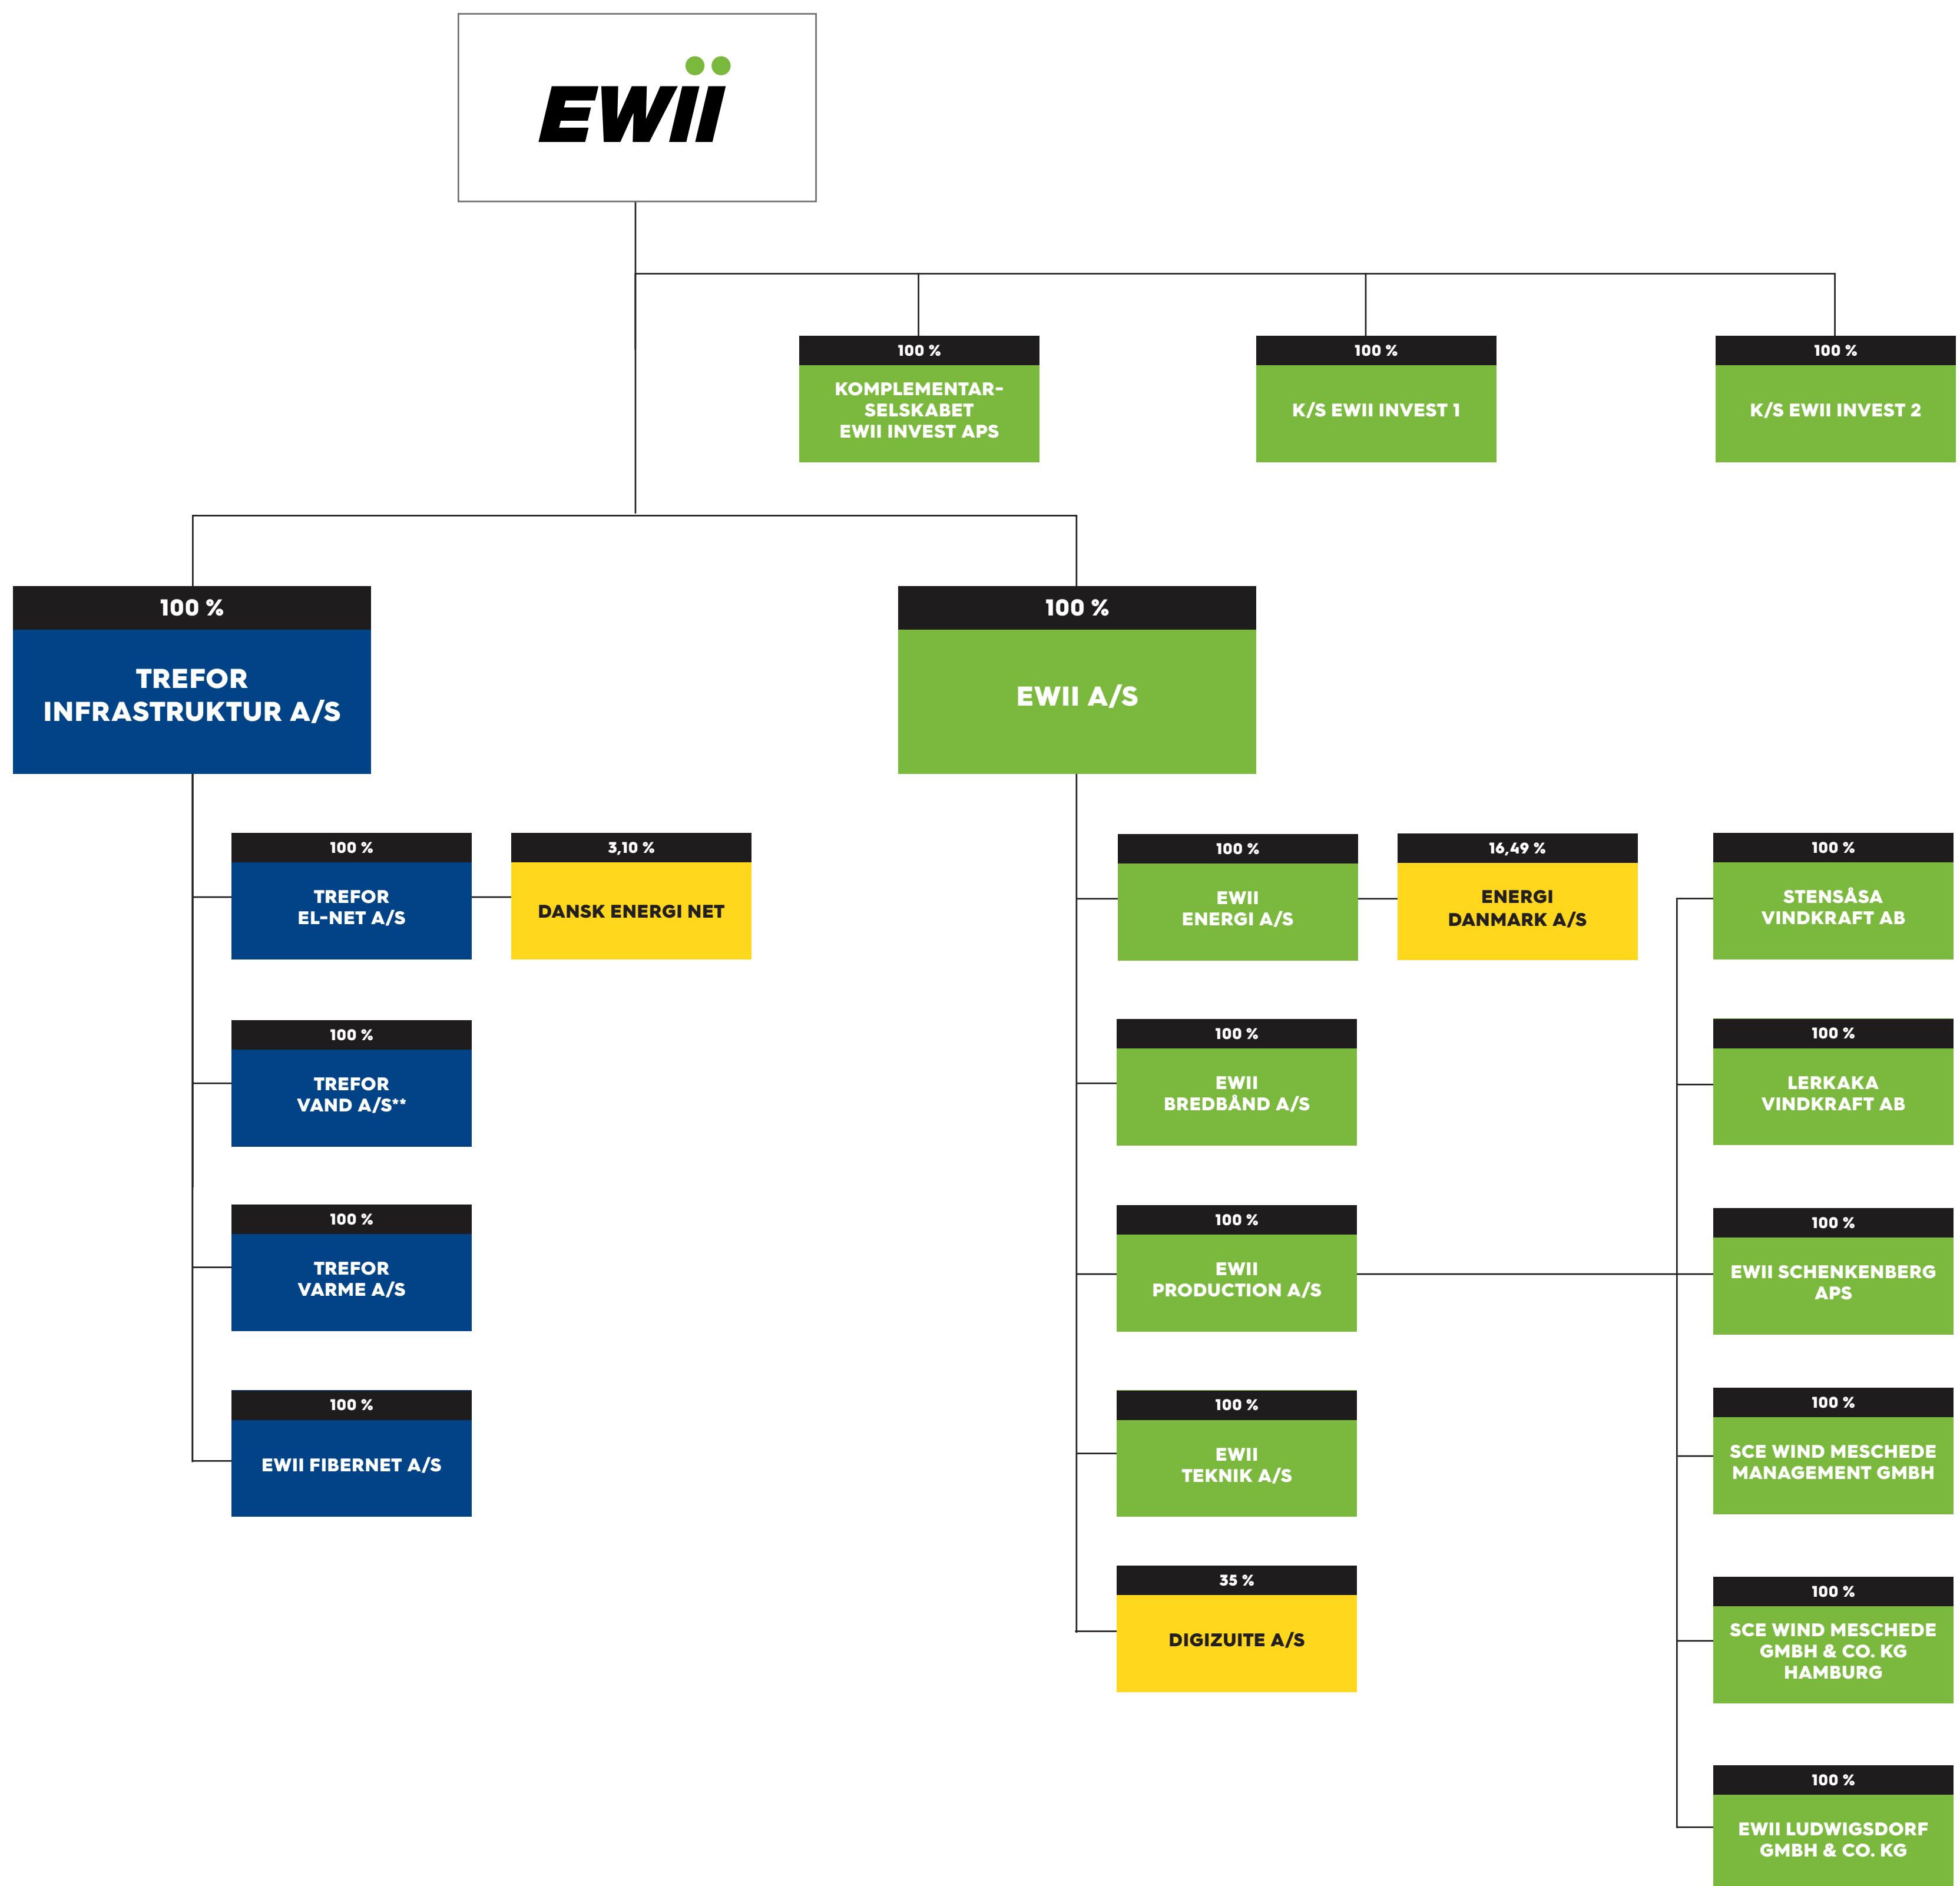 EWII
100 %
KOMPLEMENTAR-
SELSKABET
EWII INVEST APS
100 %
K/S EWII INVEST 1
100 %
K/S EWII INVEST 2
100 %
TREFOR
INFRASTRUKTUR A/S
100 %
EWII A/S
100 %
TREFOR
EL-NET A/S
3,10 %
DANSK ENERGI NET
100 %
TREFOR
VAND A/S**
100 %
TREFOR
VARME A/S
100 %
EWII FIBERNET A/S
100 %
EWII
ENERGI A/S
16,49 %
ENERGI
DANMARK A/S
100 %
EWII
BREDBÅND A/S
100 %
EWII
PRODUCTION A/S
100 %
EWII
TEKNIK A/S
35 %
DIGIZUITE A/S
100 %
STENSÅSA
VINDKRAFT AB
100 %
LERKAKA
VINDKRAFT AB
100 %
EWII SCHENKENBERG
APS
100 %
SCE WIND MESCHEDE
MANAGEMENT GMBH
100 %
SCE WIND MESCHEDE
GMBH & CO. KG
HAMBURG
100 %
EWII LUDWIGSDORF
GMBH & CO. KG